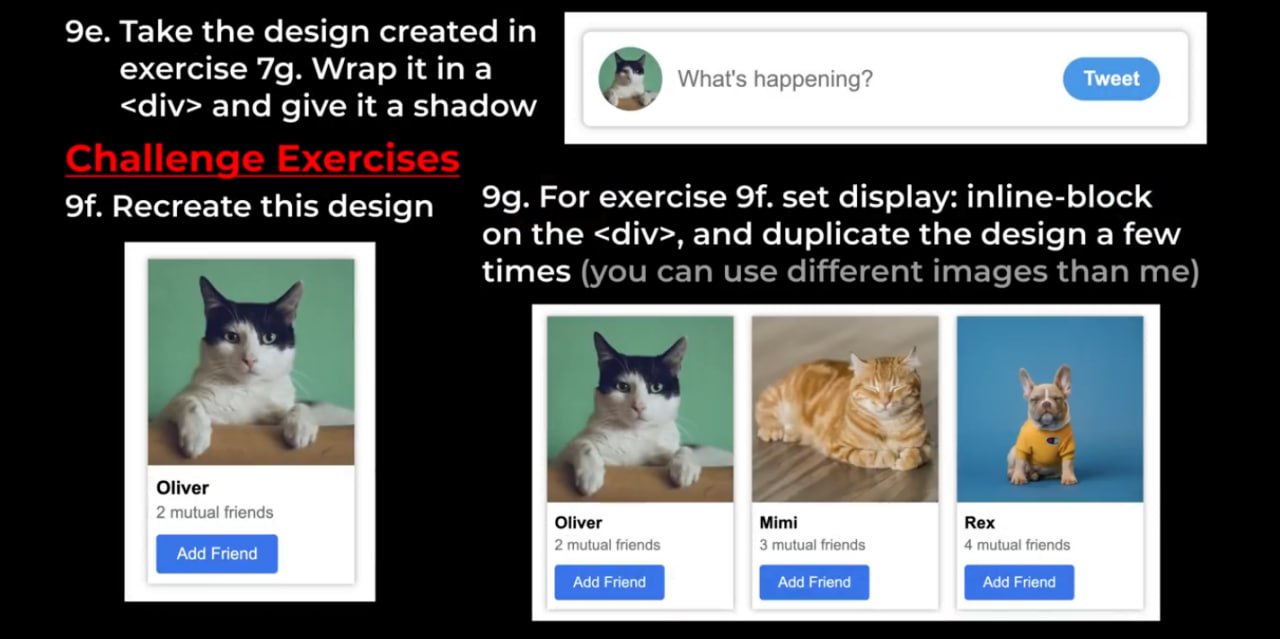 9e. Take the design created in
exercise 7g. Wrap it in a
<div> and give it a shadow
What's happening?
Tweet
Challenge Exercises
9f. Recreate this design
Oliver
2 mutual friends
Add Friend
9g. For exercise 9f. set display: inline-block
on the <div>, and duplicate the design a few
times (you can use different images than me)
Oliver
2 mutual friends
Add Friend
Mimi
3 mutual friends
Add Friend
Rex
4 mutual friends
Add Friend